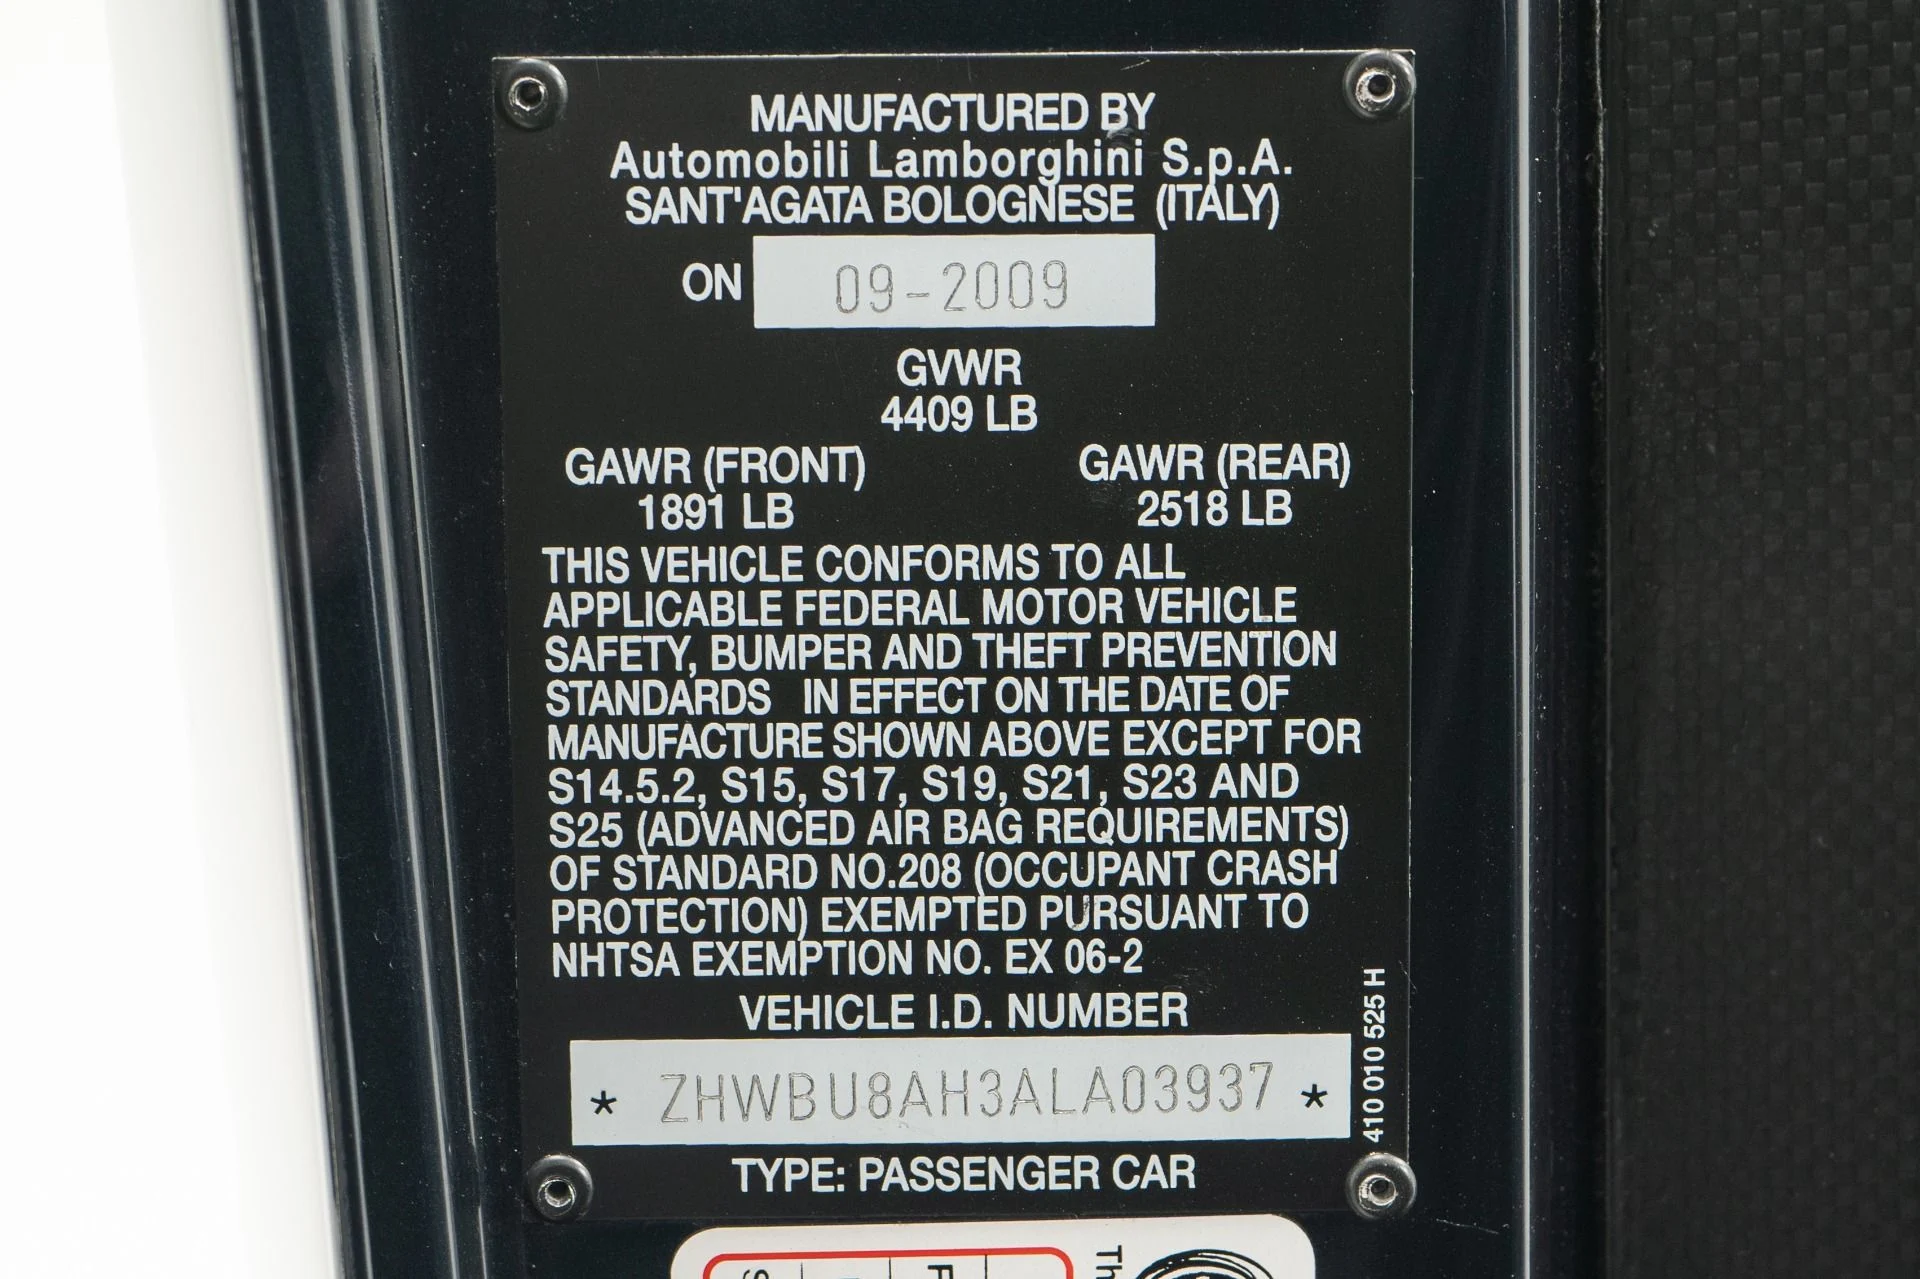 MANUFACTURED BY
Automobili Lamborghini S.p.A.
SANT'AGATA BOLOGNESE (ITALY)
ON 09-2009
GVWR
4409 LB
GAWR (FRONT) GAWR (REAR)
1891 LB 2518 LB
THIS VEHICLE CONFORMS TO ALL
APPLICABLE FEDERAL MOTOR VEHICLE
SAFETY, BUMPER AND THEFT PREVENTION
STANDARDS IN EFFECT ON THE DATE OF
MANUFACTURE SHOWN ABOVE EXCEPT FOR
S14.5.2, S15, S17, S19, S21, S23 AND
S25 (ADVANCED AIR BAG REQUIREMENTS)
OF STANDARD NO.208 (OCCUPANT CRASH
PROTECTION) EXEMPTED PURSUANT TO
NHTSA EXEMPTION NO. EX 06-2
VEHICLE I.D. NUMBER
* ZHWBU8AH3ALA03937 *
410 010 525 H
TYPE: PASSENGER CAR